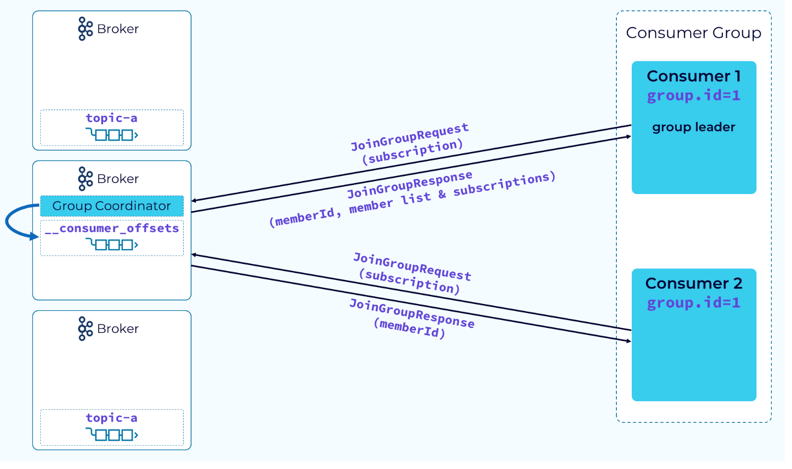 Broker
topic-a
Broker
Group Coordinator
__consumer_offsets
Broker
topic-a
JoinGroupRequest
(subscription)
JoinGroupResponse
(memberId, member list & subscriptions)
JoinGroupRequest
(subscription)
JoinGroupResponse
(memberId)
Consumer Group
Consumer 1
group.id=1
group leader
Consumer 2
group.id=1